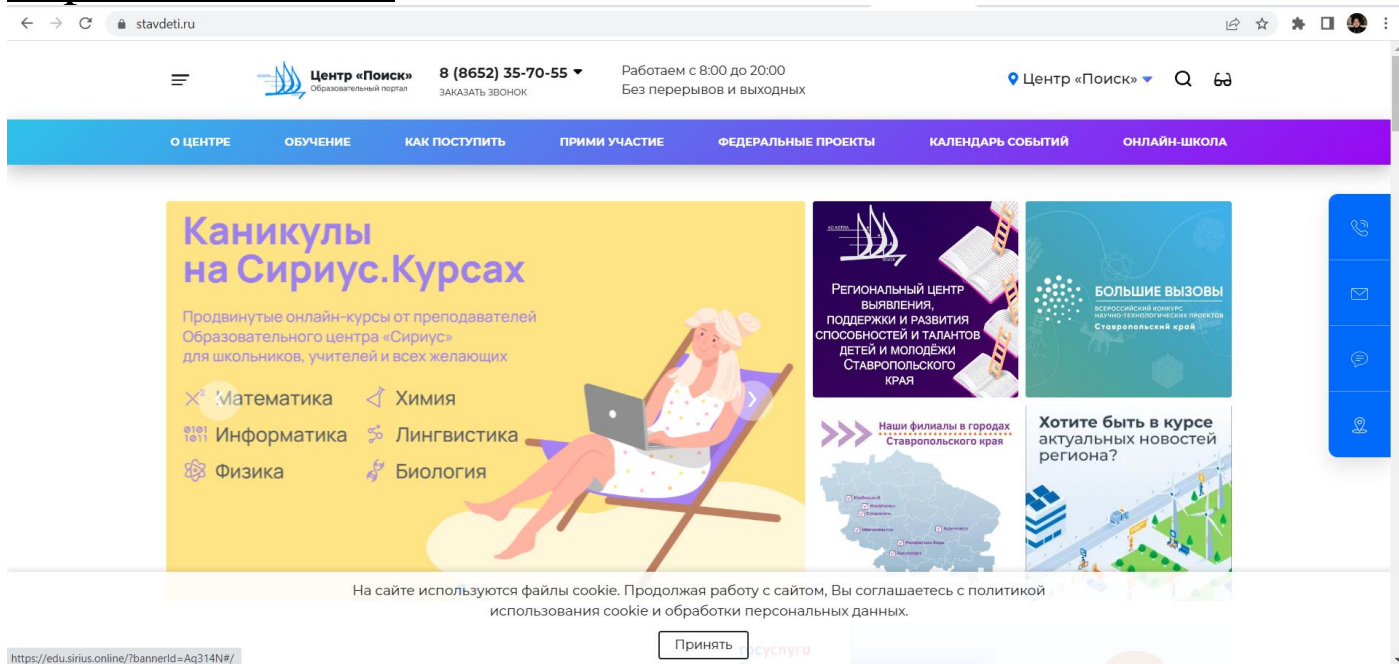 stavdeti.ru
Центр «Поиск»
Образовательный портал
8 (8652) 35-70-55
ЗАКАЗАТЬ ЗВОНОК
Работаем с 8:00 до 20:00
Без перерывов и выходных
Центр «Поиск»
О ЦЕНТРЕ ОБУЧЕНИЕ КАК ПОСТУПИТЬ ПРИМИ УЧАСТИЕ ФЕДЕРАЛЬНЫЕ ПРОЕКТЫ КАЛЕНДАРЬ СОБЫТИЙ ОНЛАЙН-ШКОЛА
Каникулы
на Сириус.Курсах
Продвинутые онлайн-курсы от преподавателей
Образовательного центра «Сириус»
для школьников, учителей и всех желающих
Математика
Химия
Информатика
Лингвистика
Физика
Биология
AD ASTRA
ПОИСК
Региональный центр
выявления,
поддержки и развития
способностей и талантов
детей и молодёжи
Ставропольского
края
БОЛЬШИЕ ВЫЗОВЫ
ВСЕРОССИЙСКИЙ КОНКУРС
НАУЧНО-ТЕХНОЛОГИЧЕСКИХ ПРОЕКТОВ
Ставропольский край
Наши филиалы в городах
Ставропольского края
Хотите быть в курсе
актуальных новостей
региона?
На сайте используются файлы cookie. Продолжая работу с сайтом, Вы соглашаетесь с политикой
использования cookie и обработки персональных данных.
Принять
госуслуги
https://edu.sirius.online/?bannerId=Aq314N#/